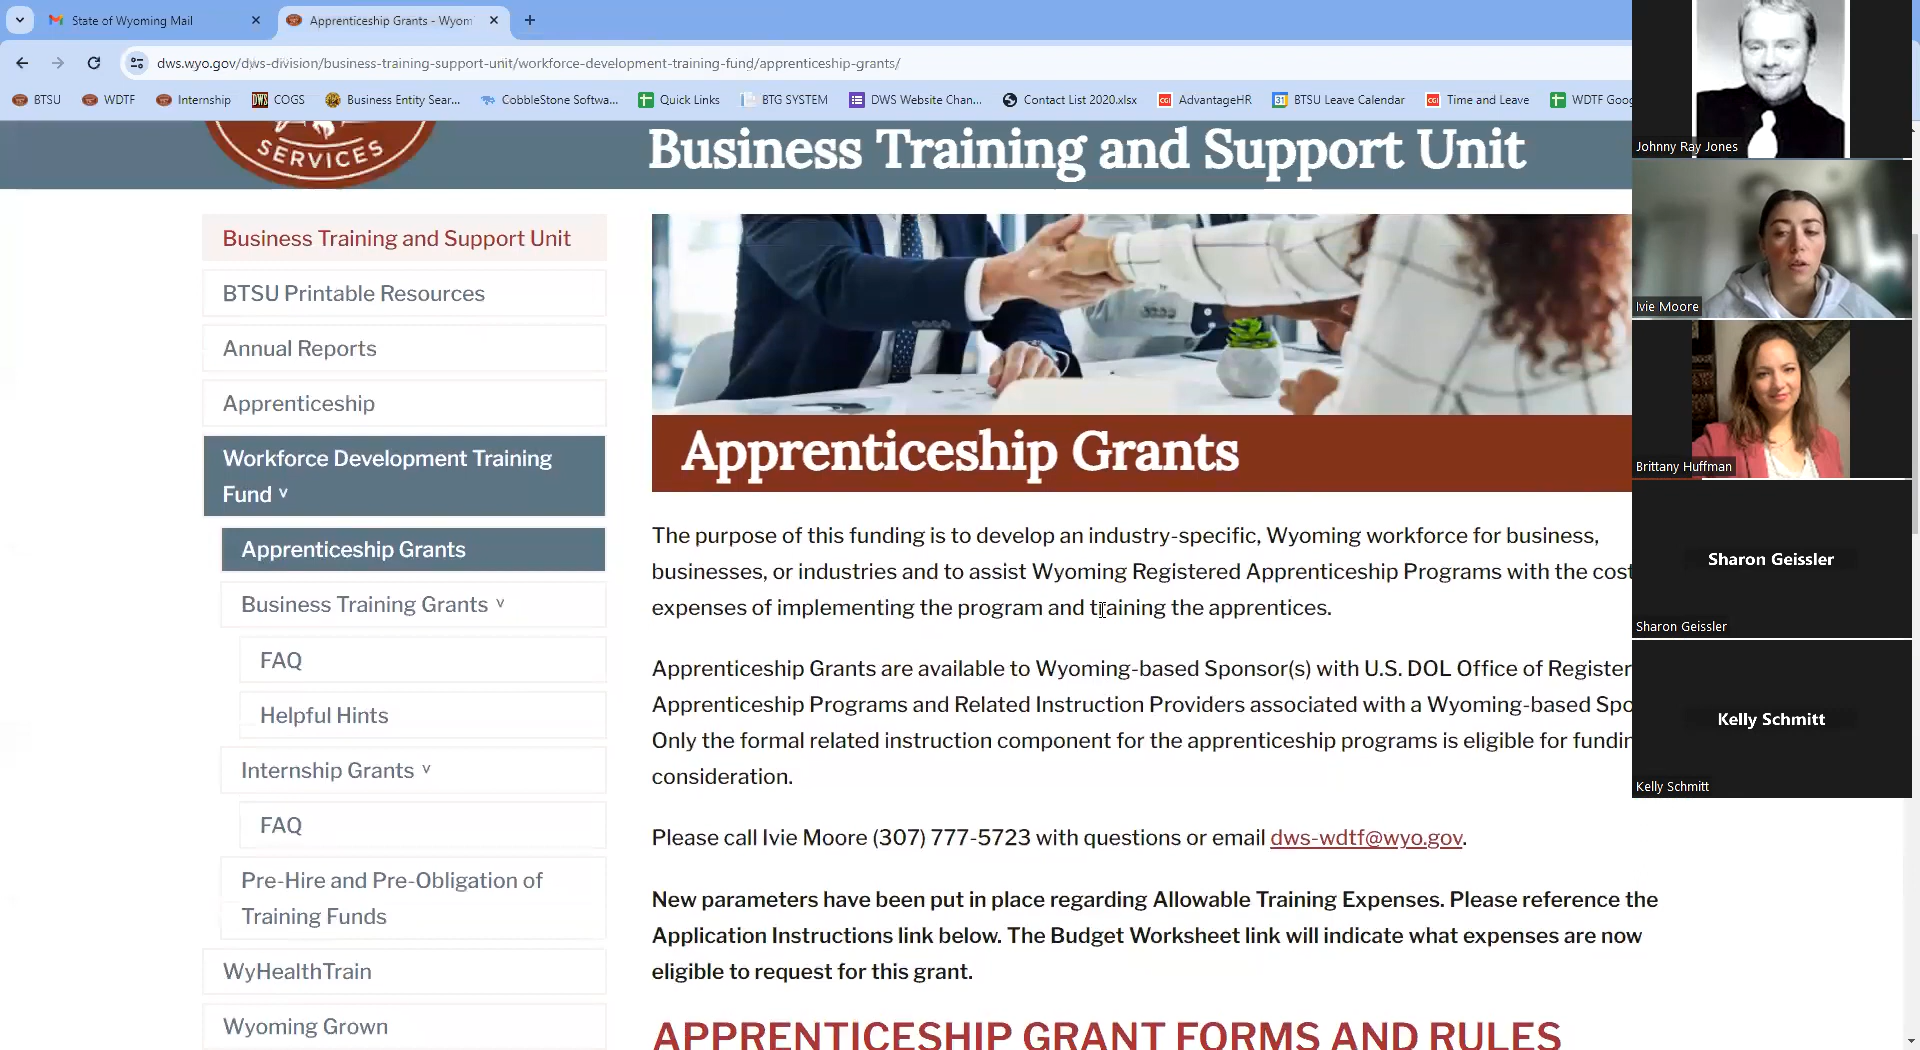 State of Wyoming Mail
Apprenticeship Grants - Wyom
dws.wyo.gov/dws-division/business-training-support-unit/workforce-development-training-fund/apprenticeship-grants/
BTSU
WDTF
Internship
DWS
COGS
Business Entity Sear...
CobbleStone Softwa...
Quick Links
BTG SYSTEM
DWS Website Chan...
Contact List 2020.xlsx
CGI
AdvantageHR
31
BTSU Leave Calendar
CGI
Time and Leave
WDTF Goog
SERVICES
Business Training and Support Unit
Business Training and Support Unit
BTSU Printable Resources
Annual Reports
Apprenticeship
Workforce Development Training
Fund
Apprenticeship Grants
Business Training Grants
FAQ
Helpful Hints
Internship Grants
FAQ
Pre-Hire and Pre-Obligation of
Training Funds
WyHealthTrain
Wyoming Grown
Apprenticeship Grants
The purpose of this funding is to develop an industry-specific, Wyoming workforce for business,
businesses, or industries and to assist Wyoming Registered Apprenticeship Programs with the cost
expenses of implementing the program and training the apprentices.
Apprenticeship Grants are available to Wyoming-based Sponsor(s) with U.S. DOL Office of Register
Apprenticeship Programs and Related Instruction Providers associated with a Wyoming-based Spo
Only the formal related instruction component for the apprenticeship programs is eligible for fundin
consideration.
Please call Ivie Moore (307) 777-5723 with questions or email dws-wdtf@wyo.gov.
New parameters have been put in place regarding Allowable Training Expenses. Please reference the
Application Instructions link below. The Budget Worksheet link will indicate what expenses are now
eligible to request for this grant.
APPRENTICESHIP GRANT FORMS AND RULES
Johnny Ray Jones
Ivie Moore
Brittany Huffman
Sharon Geissler
Sharon Geissler
Kelly Schmitt
Kelly Schmitt